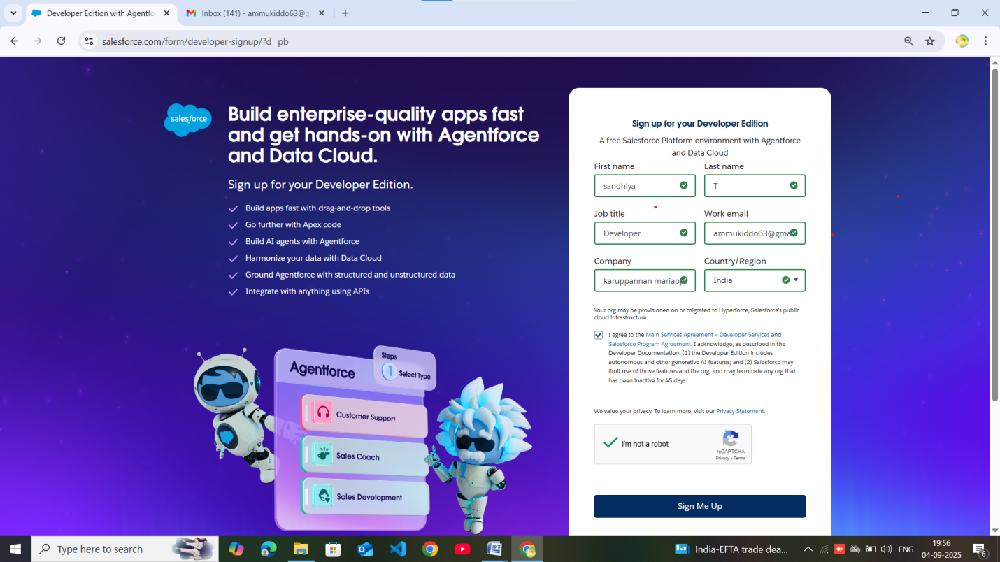 Developer Edition with Agentfo
Inbox (141) - ammukiddo63@g
salesforce.com/form/developer-signup/?d=pb
salesforce
Build enterprise-quality apps fast
and get hands-on with Agentforce
and Data Cloud.
Sign up for your Developer Edition.
Build apps fast with drag-and-drop tools
Go further with Apex code
Build AI agents with Agentforce
Harmonize your data with Data Cloud
Ground Agentforce with structured and unstructured data
Integrate with anything using APIs
Agentforce
Steps
1 Select Type
Customer Support
Sales Coach
Sales Development
Sign up for your Developer Edition
A free Salesforce Platform environment with Agentforce
and Data Cloud
First name Last name
sandhiya T
Job title Work email
Developer ammukiddo63@gmai
Company Country/Region
karuppannan mariapp India
Your org may be provisioned on or migrated to Hyperforce, Salesforce's public
cloud infrastructure.
I agree to the Main Services Agreement – Developer Services and
Salesforce Program Agreement. I acknowledge, as described in the
Developer Documentation: (1) the Developer Edition includes
autonomous and other generative AI features; and (2) Salesforce may
limit use of those features and the org, and may terminate any org that
has been inactive for 45 days.
We value your privacy. To learn more, visit our Privacy Statement.
I'm not a robot
reCAPTCHA
Privacy - Terms
Sign Me Up
Type here to search
India-EFTA trade dea...
ENG
19:56
04-09-2025
6